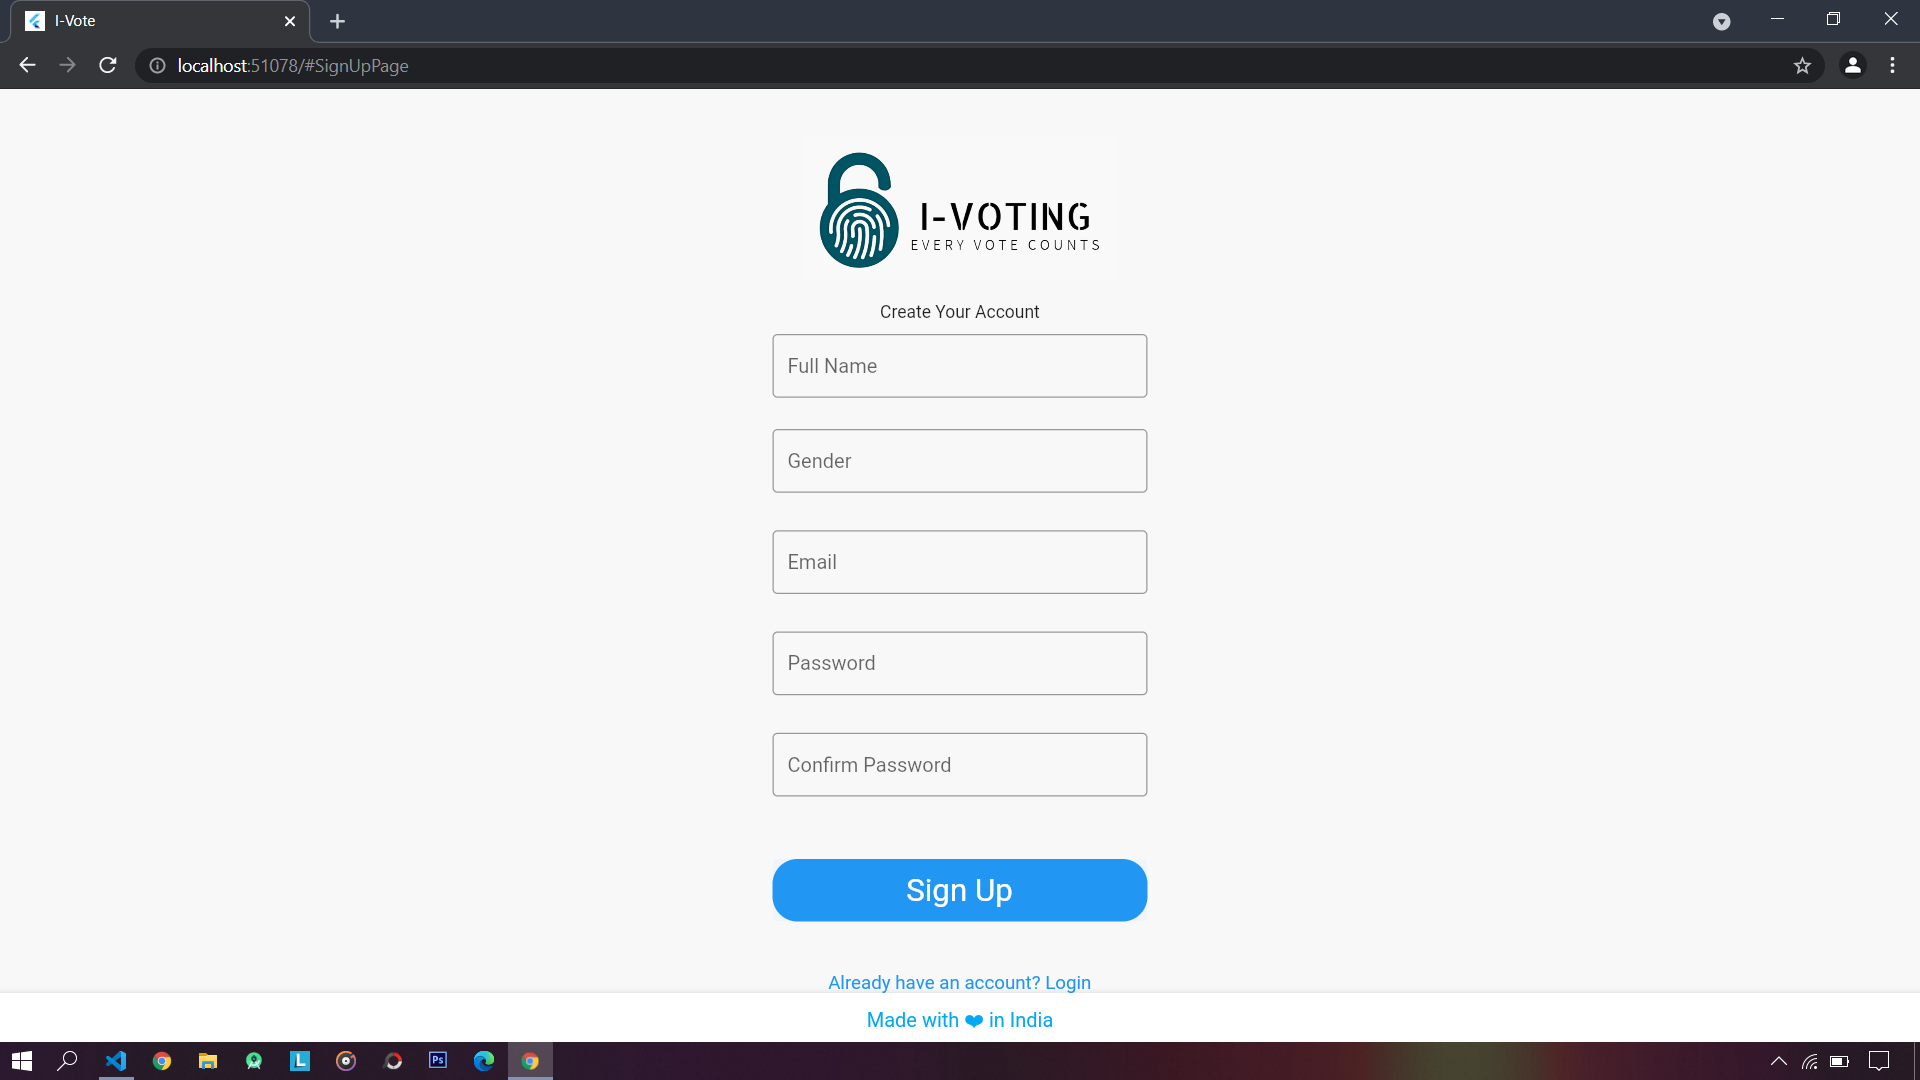 I-Vote
localhost:51078/#SignUpPage
I-VOTING
EVERY VOTE COUNTS
Create Your Account
Full Name
Gender
Email
Password
Confirm Password
Sign Up
Already have an account? Login
Made with ❤ in India
L
Ps